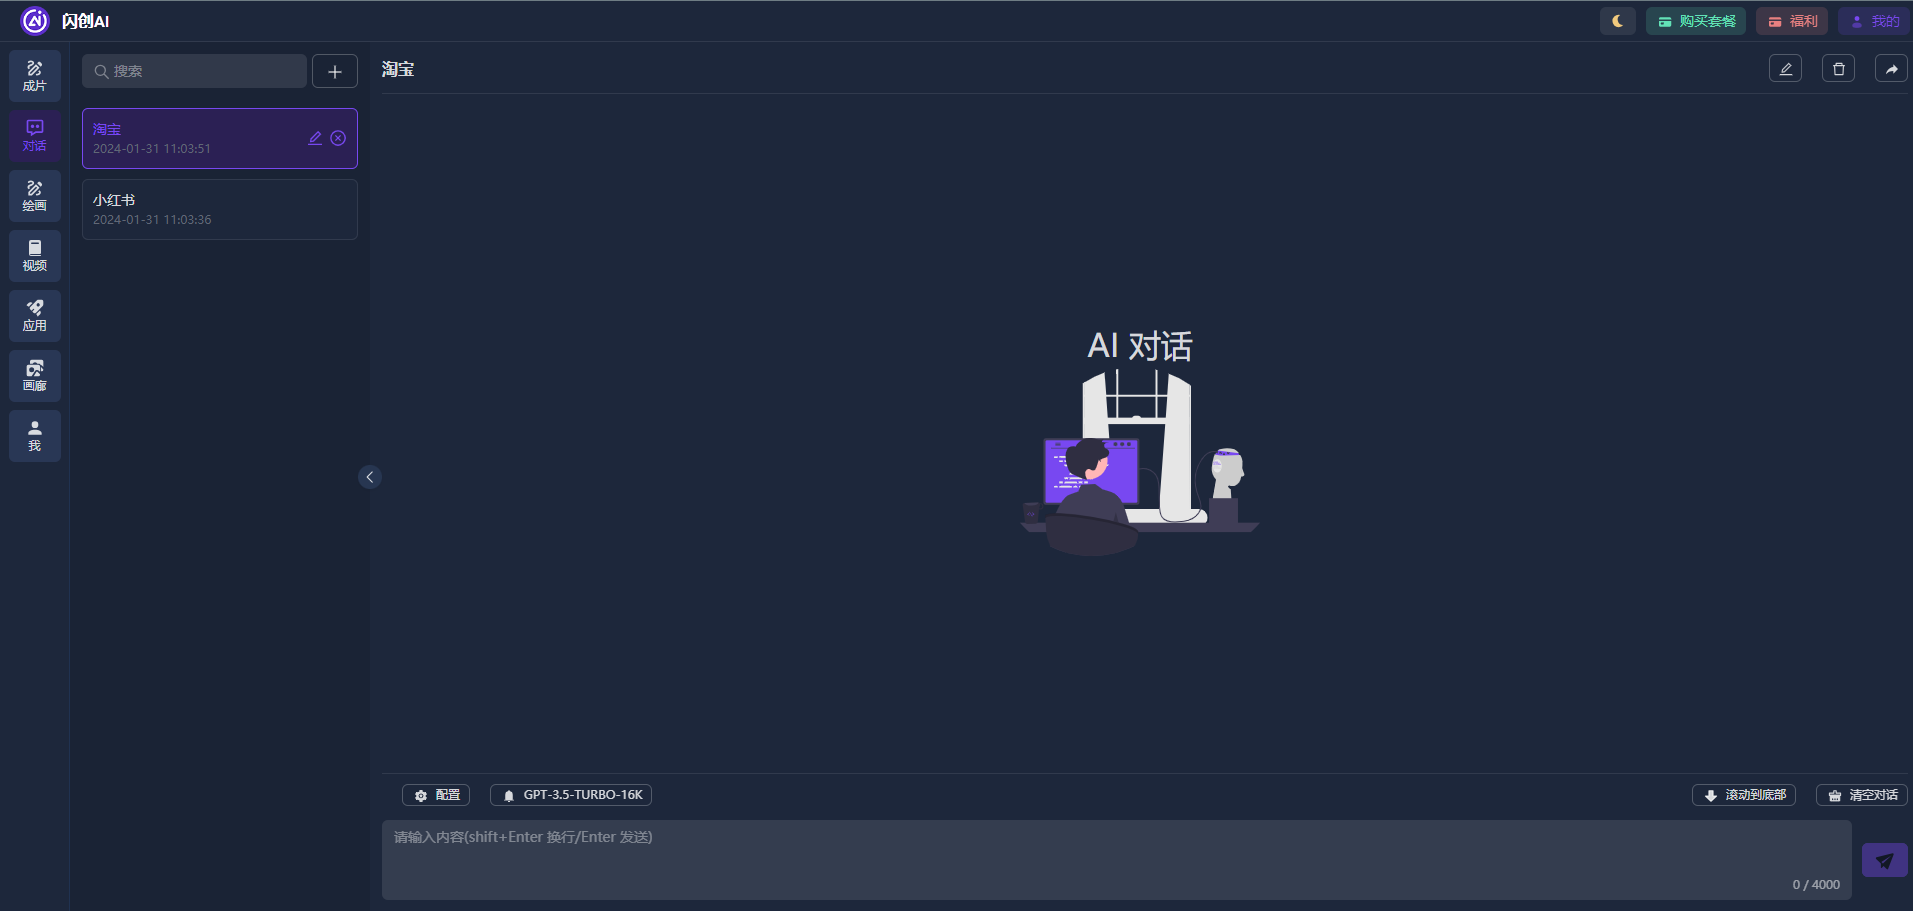 闪创AI
购买套餐
福利
我的
成片
对话
绘画
视频
应用
画廊
我
搜索
淘宝
2024-01-31 11:03:51
小红书
2024-01-31 11:03:36
淘宝
AI 对话
配置
GPT-3.5-TURBO-16K
滚动到底部
清空对话
请输入内容(shift+Enter 换行/Enter 发送)
0 / 4000